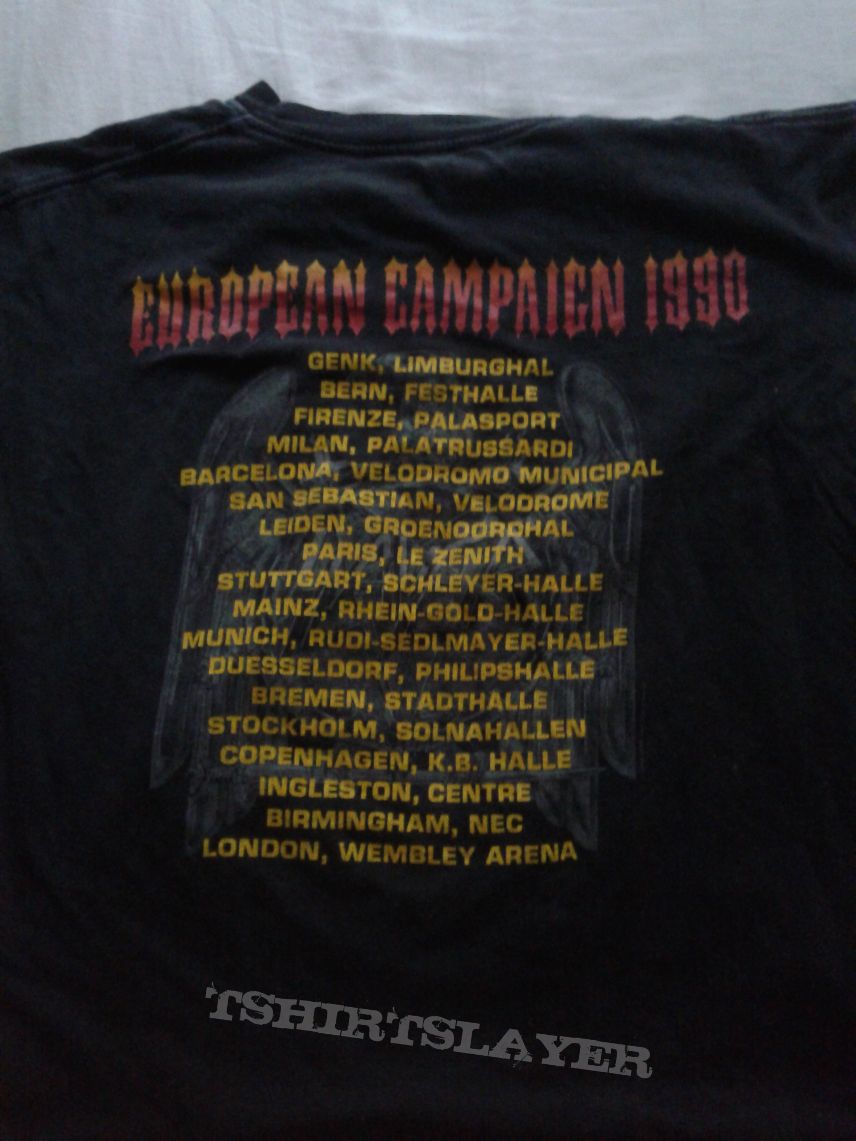 EUROPEAN CAMPAIGN 1990
GENK, LIMBURGHAL
BERN, FESTHALLE
FIRENZE, PALASPORT
MILAN, PALATRUSSARDI
BARCELONA, VELODROMO MUNICIPAL
SAN SEBASTIAN, VELODROME
LEIDEN, GROENOORDHAL
PARIS, LE ZENITH
STUTTGART, SCHLEYER-HALLE
MAINZ, RHEIN-GOLD-HALLE
MUNICH, RUDI-SEDLMAYER-HALLE
DUESSELDORF, PHILIPSHALLE
BREMEN, STADTHALLE
STOCKHOLM, SOLNAHALLEN
COPENHAGEN, K.B. HALLE
INGLESTON, CENTRE
BIRMINGHAM, NEC
LONDON, WEMBLEY ARENA
TSHIRTSLAYER